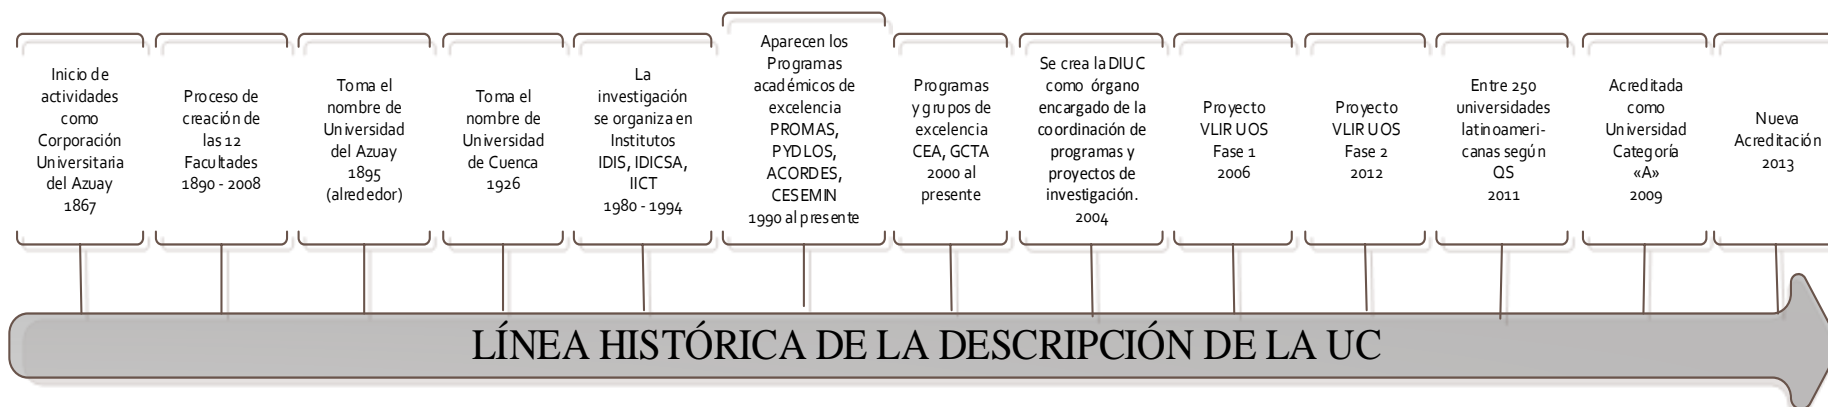 Inicio de
actividades
como
Corporación
Universitaria
del Azuay
1867
Proceso de
creación de
las 12
Facultades
1890 - 2008
Toma el
nombre de
Universidad
del Azuay
1895
(alrededor)
Toma el
nombre de
Universidad
de Cuenca
1926
La
investigación
se organiza en
Institutos
IDIS, IDICSA,
IICT
1980 - 1994
Aparecen los
Programas
académicos de
excelencia
PROMAS,
PYDLOS,
ACORDES,
CESEMIN
1990 al presente
Programas
y grupos de
excelencia
CEA, GCTA
2000 al
presente
Se crea la DIUC
como órgano
encargado de la
coordinación de
programas y
proyectos de
investigación.
2004
Proyecto
VLIR UOS
Fase 1
2006
Proyecto
VLIR UOS
Fase 2
2012
Entre 250
universidades
latinoameri-
canas según
QS
2011
Acreditada
como
Universidad
Categoría
«A»
2009
Nueva
Acreditación
2013
LÍNEA HISTÓRICA DE LA DESCRIPCIÓN DE LA UC